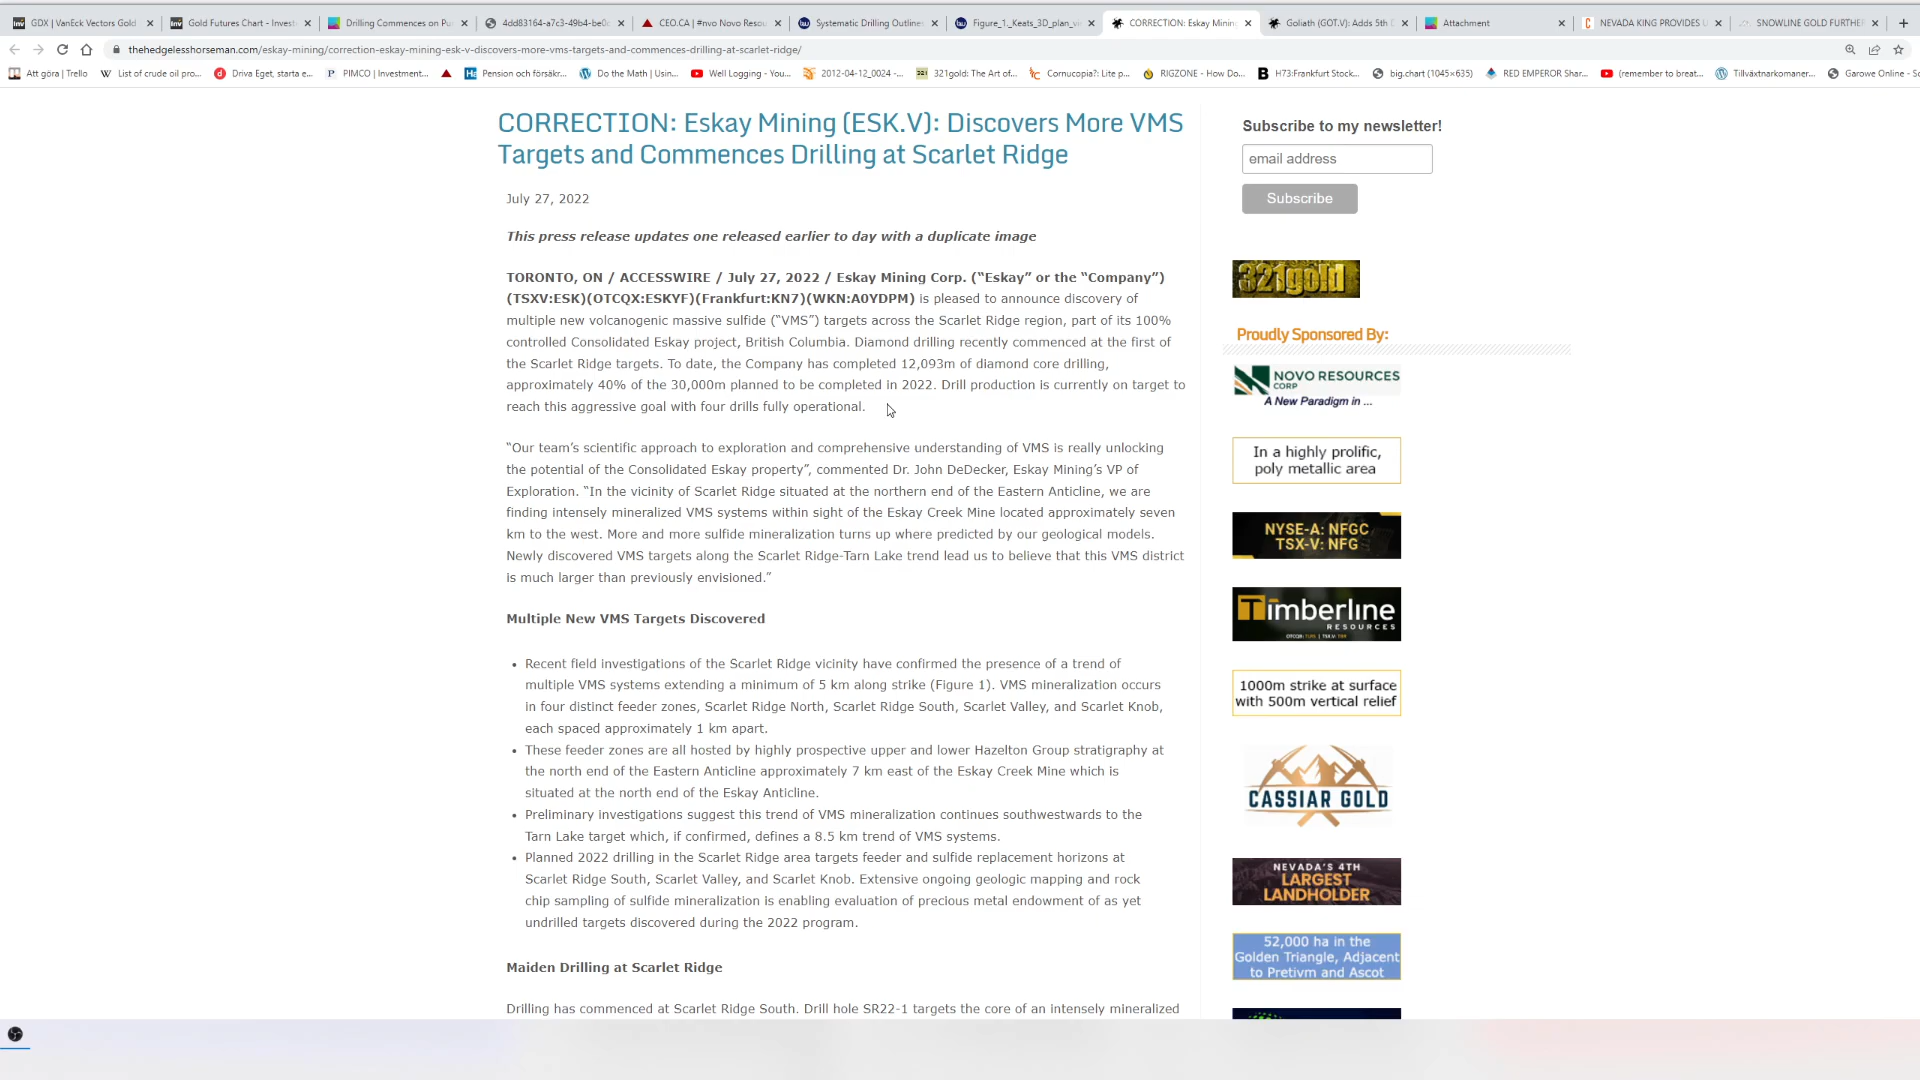 GDX | VanEck Vectors Gold
Gold Futures Chart - Invest
Drilling Commences on Pu
4dd83164-a7c3-49b4-be0c
CEO.CA | #nvo Novo Resou
Systematic Drilling Outline
Figure_1._Keats_3D_plan_vi
CORRECTION: Eskay Mining
Goliath (GOT.V): Adds 5th D
Attachment
NEVADA KING PROVIDES U
SNOWLINE GOLD FURTHER
thehedgelesshorseman.com/eskay-mining/correction-eskay-mining-esk-v-discovers-more-vms-targets-and-commences-drilling-at-scarlet-ridge/
Att göra | Trello
List of crude oil pro...
Driva Eget, starta e...
PIMCO | Investment...
Pension och försäkr...
Do the Math | Usin...
Well Logging - You...
2012-04-12_0024 -...
321gold: The Art of...
Cornucopia?: Lite p...
RIGZONE - How Do...
H73:Frankfurt Stock...
big.chart (1045×635)
RED EMPEROR Shar...
(remember to breat...
Tillväxtnarkomaner...
Garowe Online - So
CORRECTION: Eskay Mining (ESK.V): Discovers More VMS
Targets and Commences Drilling at Scarlet Ridge
July 27, 2022
This press release updates one released earlier to day with a duplicate image
TORONTO, ON / ACCESSWIRE / July 27, 2022 / Eskay Mining Corp. (“Eskay” or the “Company”)
(TSXV:ESK)(OTCQX:ESKYF)(Frankfurt:KN7)(WKN:A0YDPM) is pleased to announce discovery of
multiple new volcanogenic massive sulfide (“VMS”) targets across the Scarlet Ridge region, part of its 100%
controlled Consolidated Eskay project, British Columbia. Diamond drilling recently commenced at the first of
the Scarlet Ridge targets. To date, the Company has completed 12,093m of diamond core drilling,
approximately 40% of the 30,000m planned to be completed in 2022. Drill production is currently on target to
reach this aggressive goal with four drills fully operational.
“Our team’s scientific approach to exploration and comprehensive understanding of VMS is really unlocking
the potential of the Consolidated Eskay property”, commented Dr. John DeDecker, Eskay Mining’s VP of
Exploration. “In the vicinity of Scarlet Ridge situated at the northern end of the Eastern Anticline, we are
finding intensely mineralized VMS systems within sight of the Eskay Creek Mine located approximately seven
km to the west. More and more sulfide mineralization turns up where predicted by our geological models.
Newly discovered VMS targets along the Scarlet Ridge-Tarn Lake trend lead us to believe that this VMS district
is much larger than previously envisioned.”
Multiple New VMS Targets Discovered
• Recent field investigations of the Scarlet Ridge vicinity have confirmed the presence of a trend of
multiple VMS systems extending a minimum of 5 km along strike (Figure 1). VMS mineralization occurs
in four distinct feeder zones, Scarlet Ridge North, Scarlet Ridge South, Scarlet Valley, and Scarlet Knob,
each spaced approximately 1 km apart.
• These feeder zones are all hosted by highly prospective upper and lower Hazelton Group stratigraphy at
the north end of the Eastern Anticline approximately 7 km east of the Eskay Creek Mine which is
situated at the north end of the Eskay Anticline.
• Preliminary investigations suggest this trend of VMS mineralization continues southwestwards to the
Tarn Lake target which, if confirmed, defines a 8.5 km trend of VMS systems.
• Planned 2022 drilling in the Scarlet Ridge area targets feeder and sulfide replacement horizons at
Scarlet Ridge South, Scarlet Valley, and Scarlet Knob. Extensive ongoing geologic mapping and rock
chip sampling of sulfide mineralization is enabling evaluation of precious metal endowment of as yet
undrilled targets discovered during the 2022 program.
Maiden Drilling at Scarlet Ridge
Drilling has commenced at Scarlet Ridge South. Drill hole SR22-1 targets the core of an intensely mineralized
Subscribe to my newsletter!
email address
Subscribe
321gold
Proudly Sponsored By:
NOVO RESOURCES
CORP
A New Paradigm in ...
In a highly prolific,
poly metallic area
NYSE-A: NFGC
TSX-V: NFG
Timberline
RESOURCES
1000m strike at surface
with 500m vertical relief
CASSIAR GOLD
NEVADA'S 4TH
LARGEST
LANDHOLDER
52,000 ha in the
Golden Triangle, Adjacent
to Pretivm and Ascot